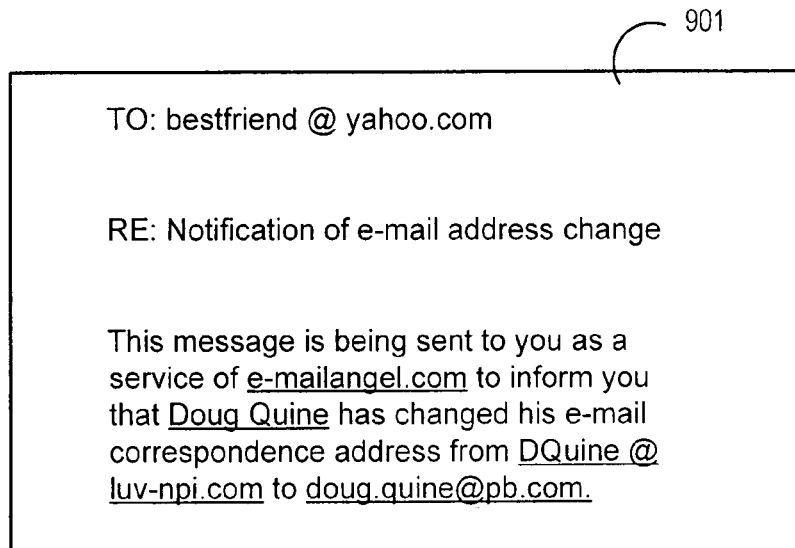 901
TO: bestfriend @ yahoo.com
RE: Notification of e-mail address change
This message is being sent to you as a
service of e-mailangel.com to inform you
that Doug Quine has changed his e-mail
correspondence address from DQuine @
luv-npi.com to doug.quine@pb.com.